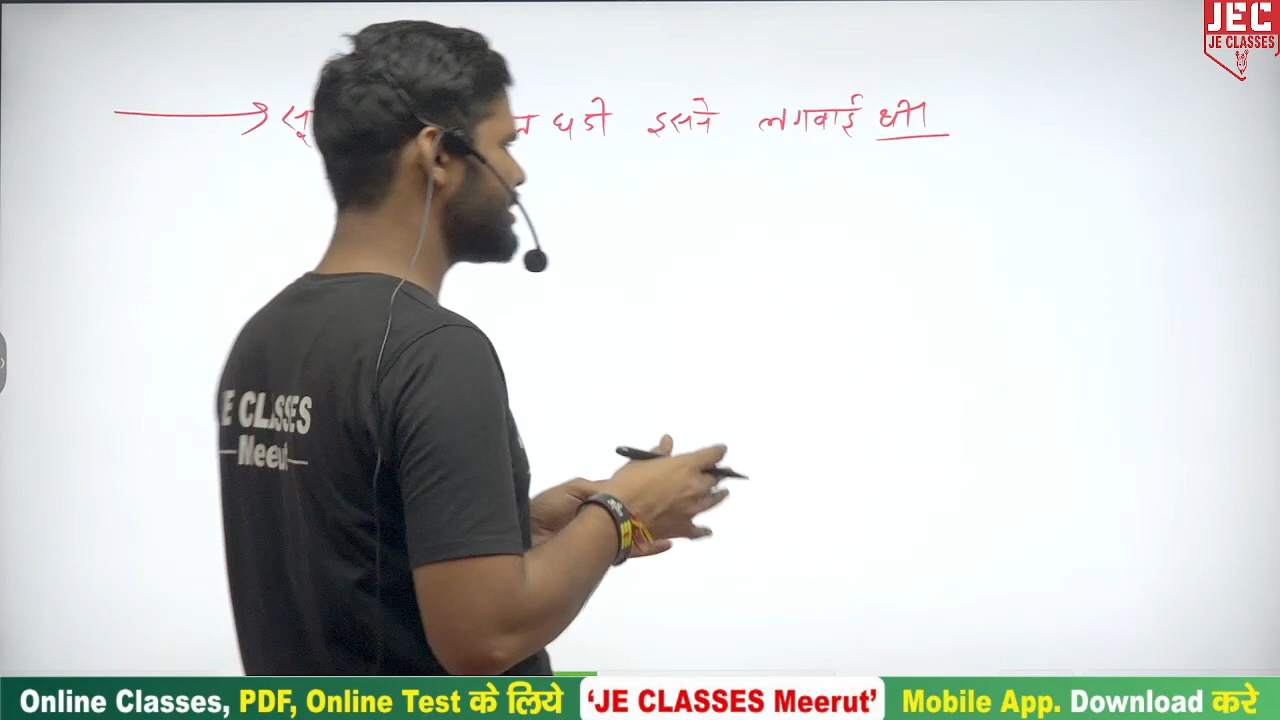 JEC
JE CLASSES
घडी इसने लगवाई थी।
E CLASSES
Meerut
Online Classes, PDF, Online Test के लिये 'JE CLASSES Meerut' Mobile App. Download करे